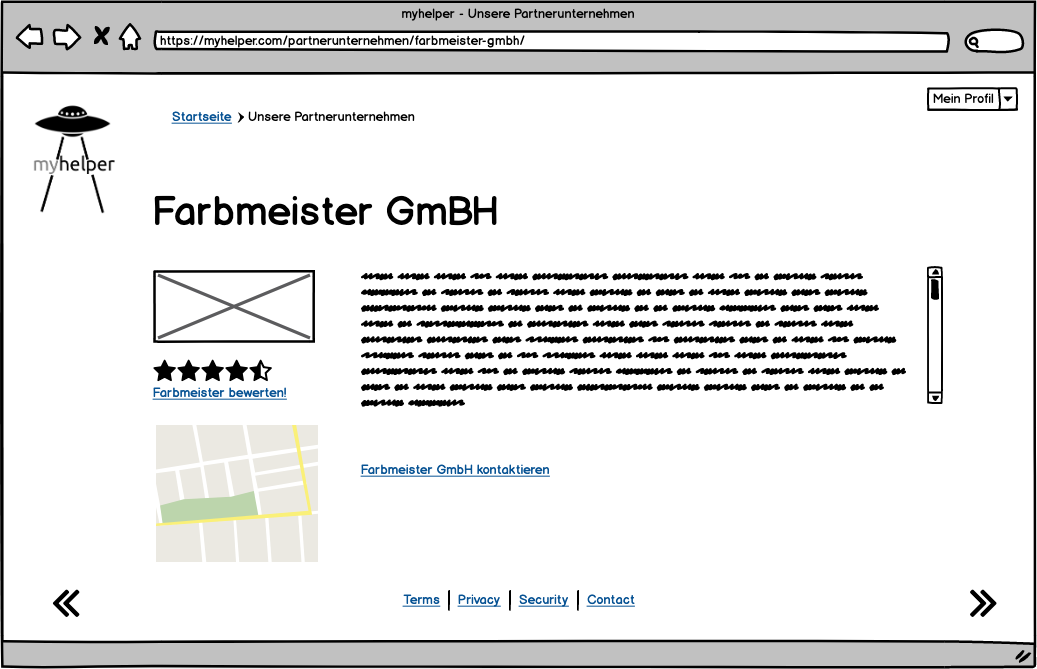 myhelper - Unsere Partnerunternehmen
https://myhelper.com/partnerunternehmen/farbmeister-gmbh/
Mein Profil
Startseite > Unsere Partnerunternehmen
myhelper
Farbmeister GmBH
Farbmeister bewerten!
Farbmeister GmbH kontaktieren
Terms | Privacy | Security | Contact